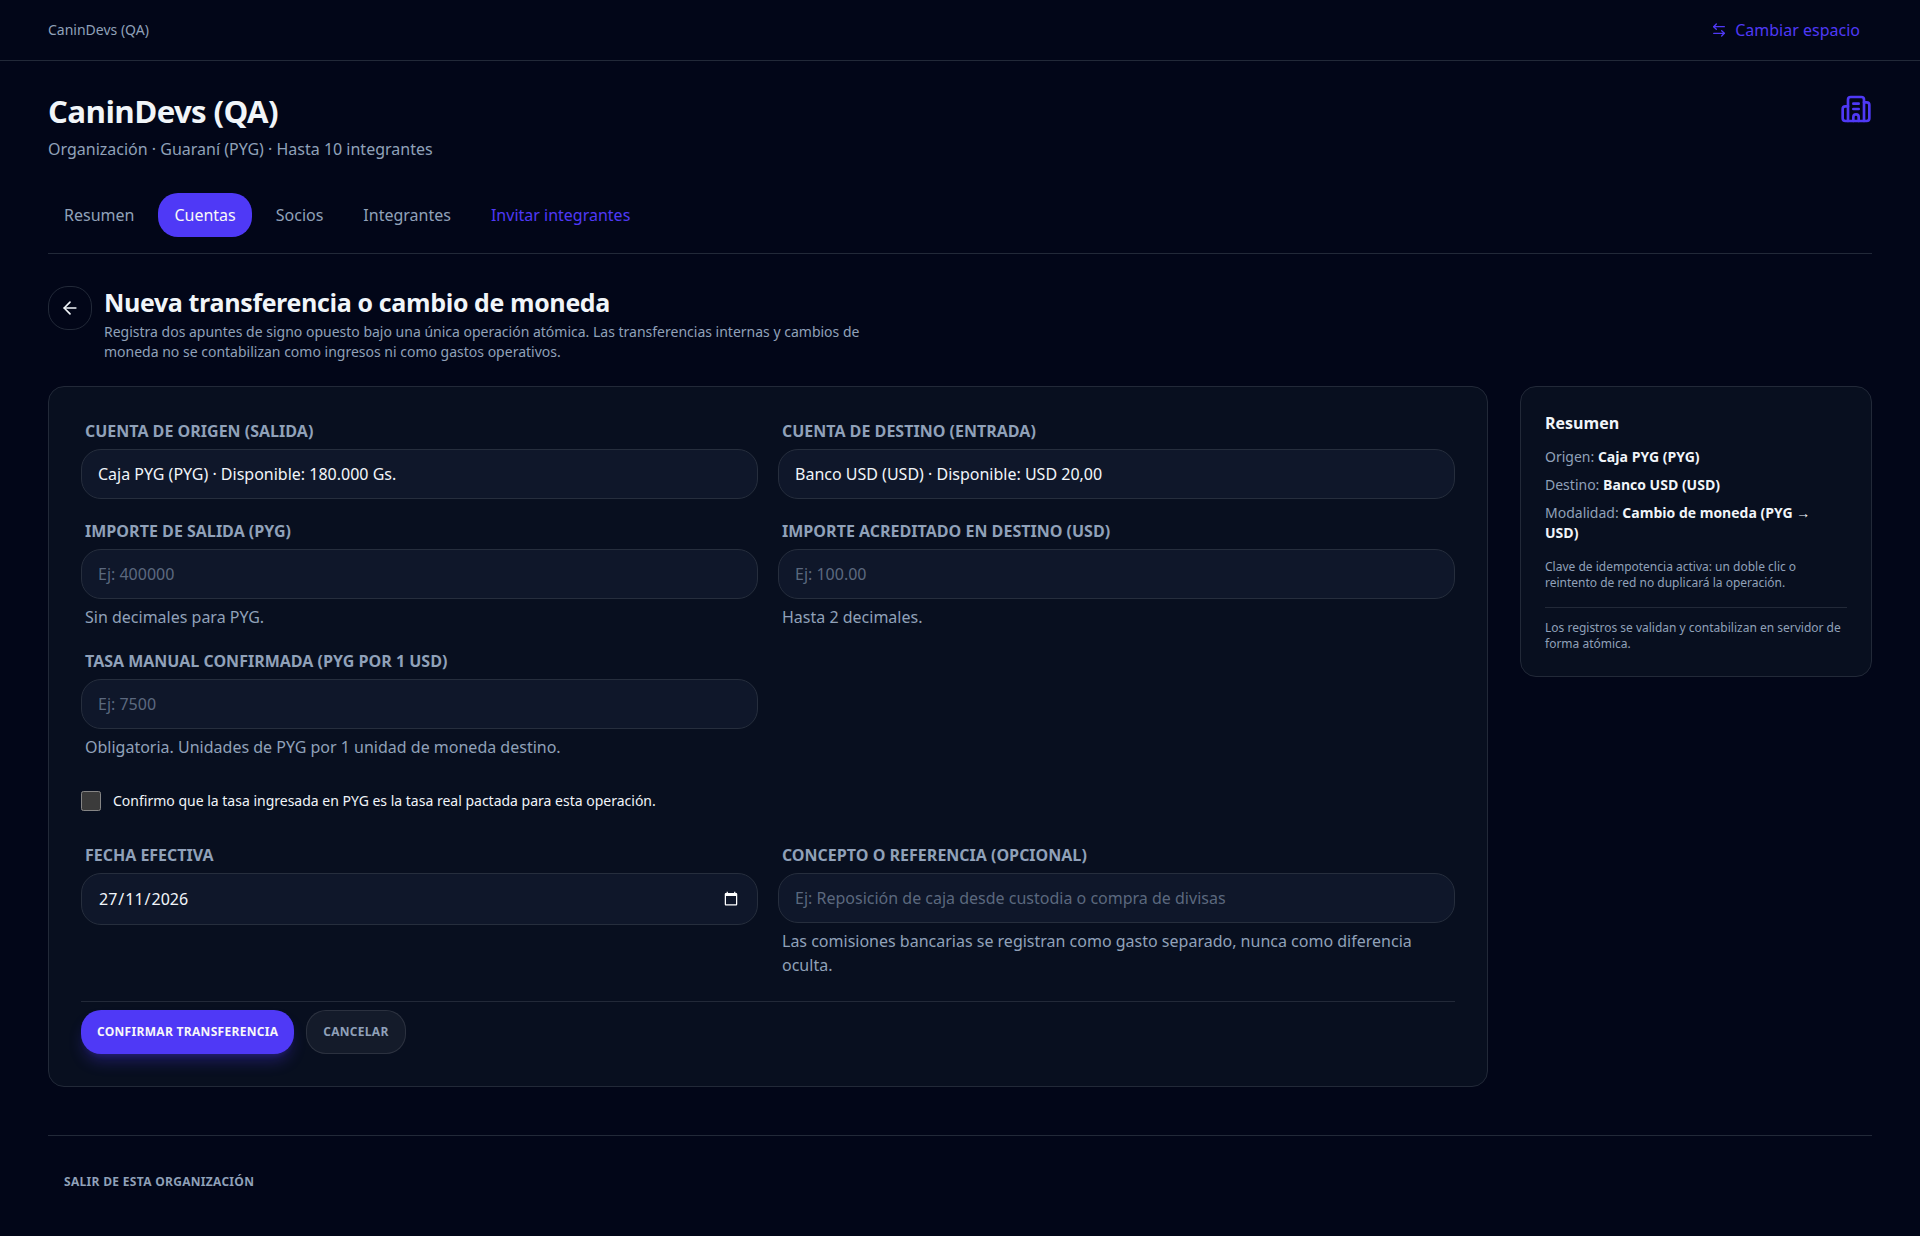 CaninDevs (QA)
Cambiar espacio
CaninDevs (QA)
Organización · Guaraní (PYG) · Hasta 10 integrantes
Resumen
Cuentas
Socios
Integrantes
Invitar integrantes
Nueva transferencia o cambio de moneda
Registra dos apuntes de signo opuesto bajo una única operación atómica. Las transferencias internas y cambios de
moneda no se contabilizan como ingresos ni como gastos operativos.
CUENTA DE ORIGEN (SALIDA)
Caja PYG (PYG) · Disponible: 180.000 Gs.
CUENTA DE DESTINO (ENTRADA)
Banco USD (USD) · Disponible: USD 20,00
IMPORTE DE SALIDA (PYG)
Ej: 400000
Sin decimales para PYG.
IMPORTE ACREDITADO EN DESTINO (USD)
Ej: 100.00
Hasta 2 decimales.
TASA MANUAL CONFIRMADA (PYG POR 1 USD)
Ej: 7500
Obligatoria. Unidades de PYG por 1 unidad de moneda destino.
Confirmo que la tasa ingresada en PYG es la tasa real pactada para esta operación.
FECHA EFECTIVA
27/11/2026
CONCEPTO O REFERENCIA (OPCIONAL)
Ej: Reposición de caja desde custodia o compra de divisas
Las comisiones bancarias se registran como gasto separado, nunca como diferencia
oculta.
CONFIRMAR TRANSFERENCIA
CANCELAR
Resumen
Origen: Caja PYG (PYG)
Destino: Banco USD (USD)
Modalidad: Cambio de moneda (PYG →
USD)
Clave de idempotencia activa: un doble clic o
reintento de red no duplicará la operación.
Los registros se validan y contabilizan en servidor de
forma atómica.
SALIR DE ESTA ORGANIZACIÓN